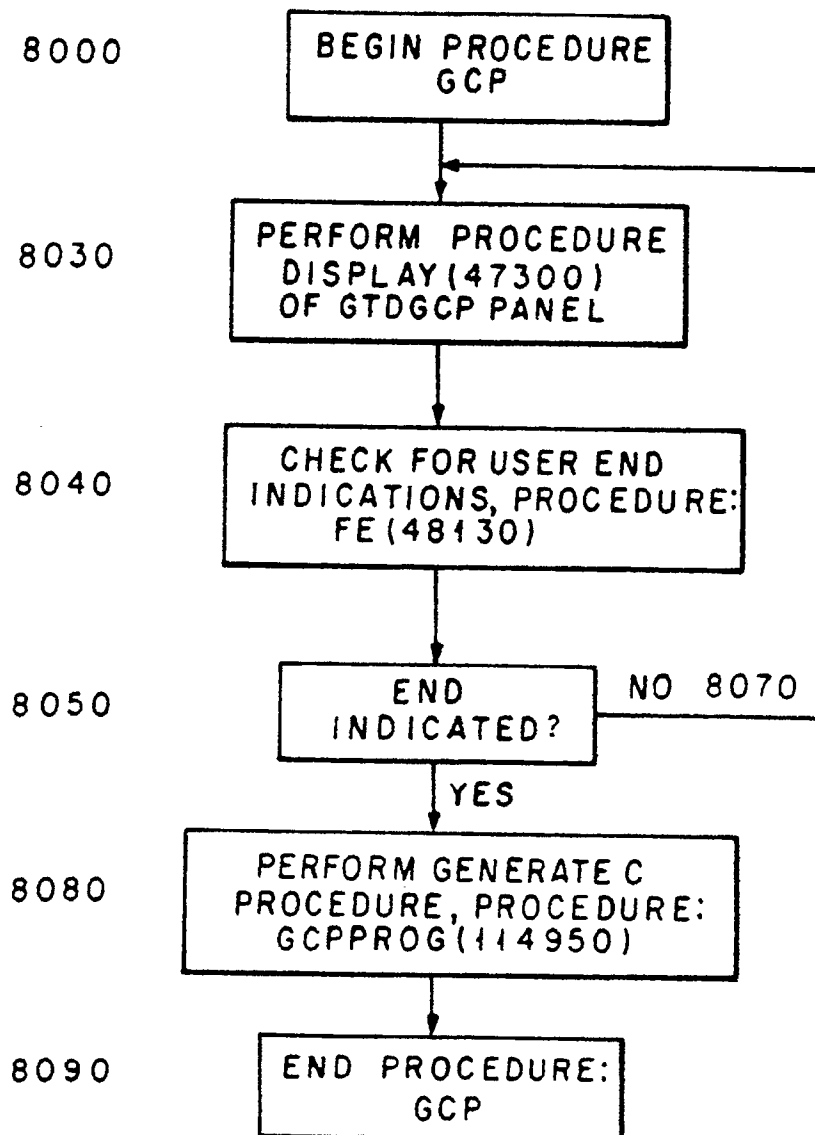 8000
BEGIN PROCEDURE
GCP
8030
PERFORM PROCEDURE
DISPLAY(47300)
OF GTDGCP PANEL
8040
CHECK FOR USER END
INDICATIONS, PROCEDURE:
FE(48130)
8050
END
INDICATED?
NO 8070
YES
8080
PERFORM GENERATE C
PROCEDURE, PROCEDURE:
GCPPROG(114950)
8090
END PROCEDURE:
GCP